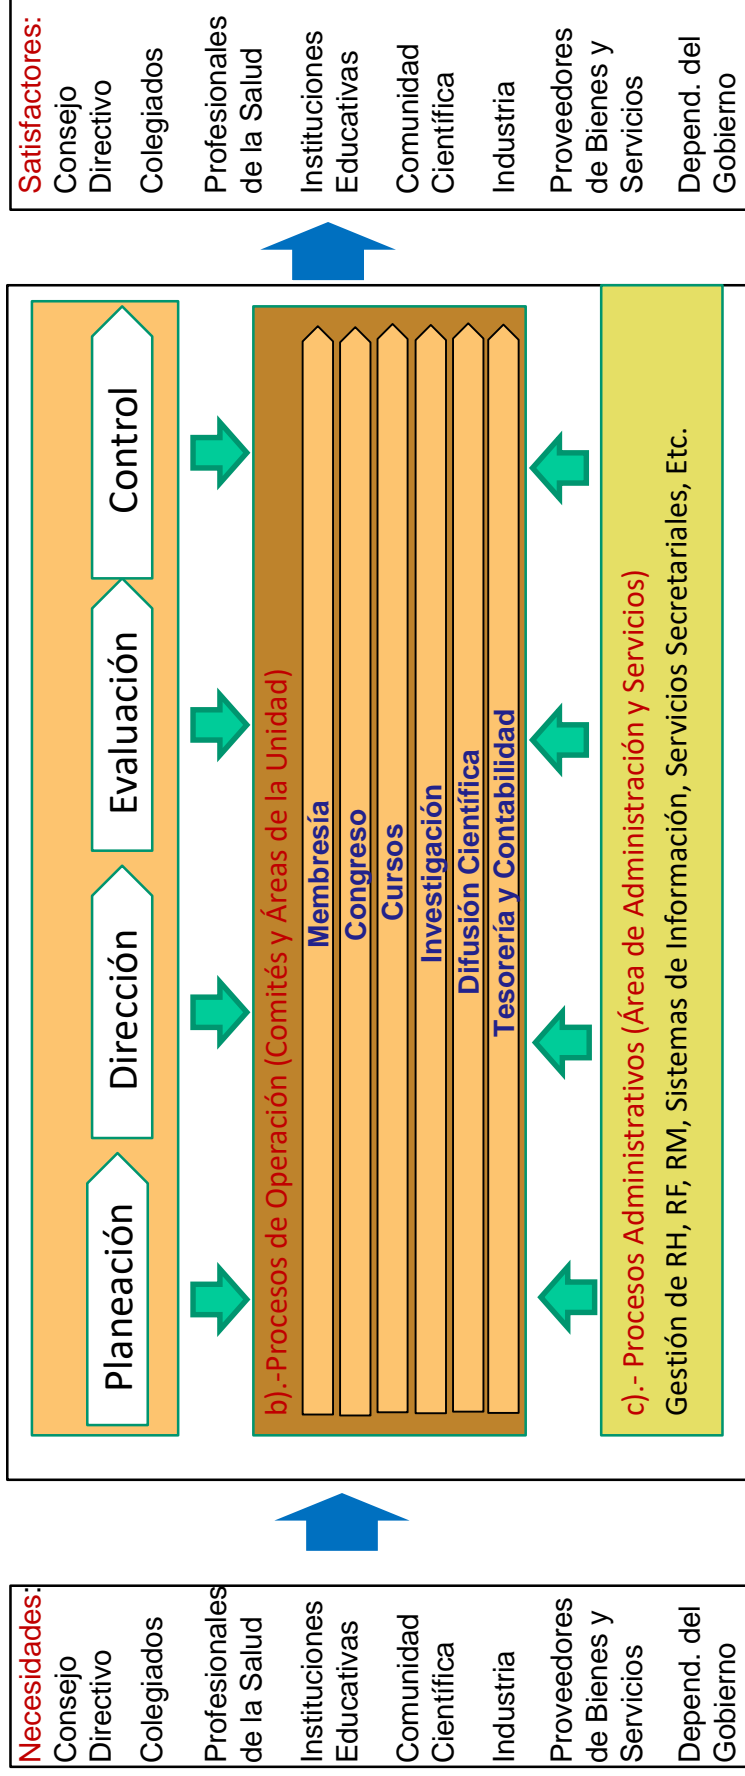 Necesidades:
Consejo
Directivo
Colegiados
Profesionales
de la Salud
Instituciones
Educativas
Comunidad
Científica
Industria
Proveedores
de Bienes y
Servicios
Depend. del
Gobierno
Planeación
Dirección
Evaluación
Control
b).-Procesos de Operación (Comités y Áreas de la Unidad)
Membresía
Congreso
Cursos
Investigación
Difusión Científica
Tesorería y Contabilidad
c).- Procesos Administrativos (Área de Administración y Servicios)
Gestión de RH, RF, RM, Sistemas de Información, Servicios Secretariales, Etc.
Satisfactores:
Consejo
Directivo
Colegiados
Profesionales
de la Salud
Instituciones
Educativas
Comunidad
Científica
Industria
Proveedores
de Bienes y
Servicios
Depend. del
Gobierno